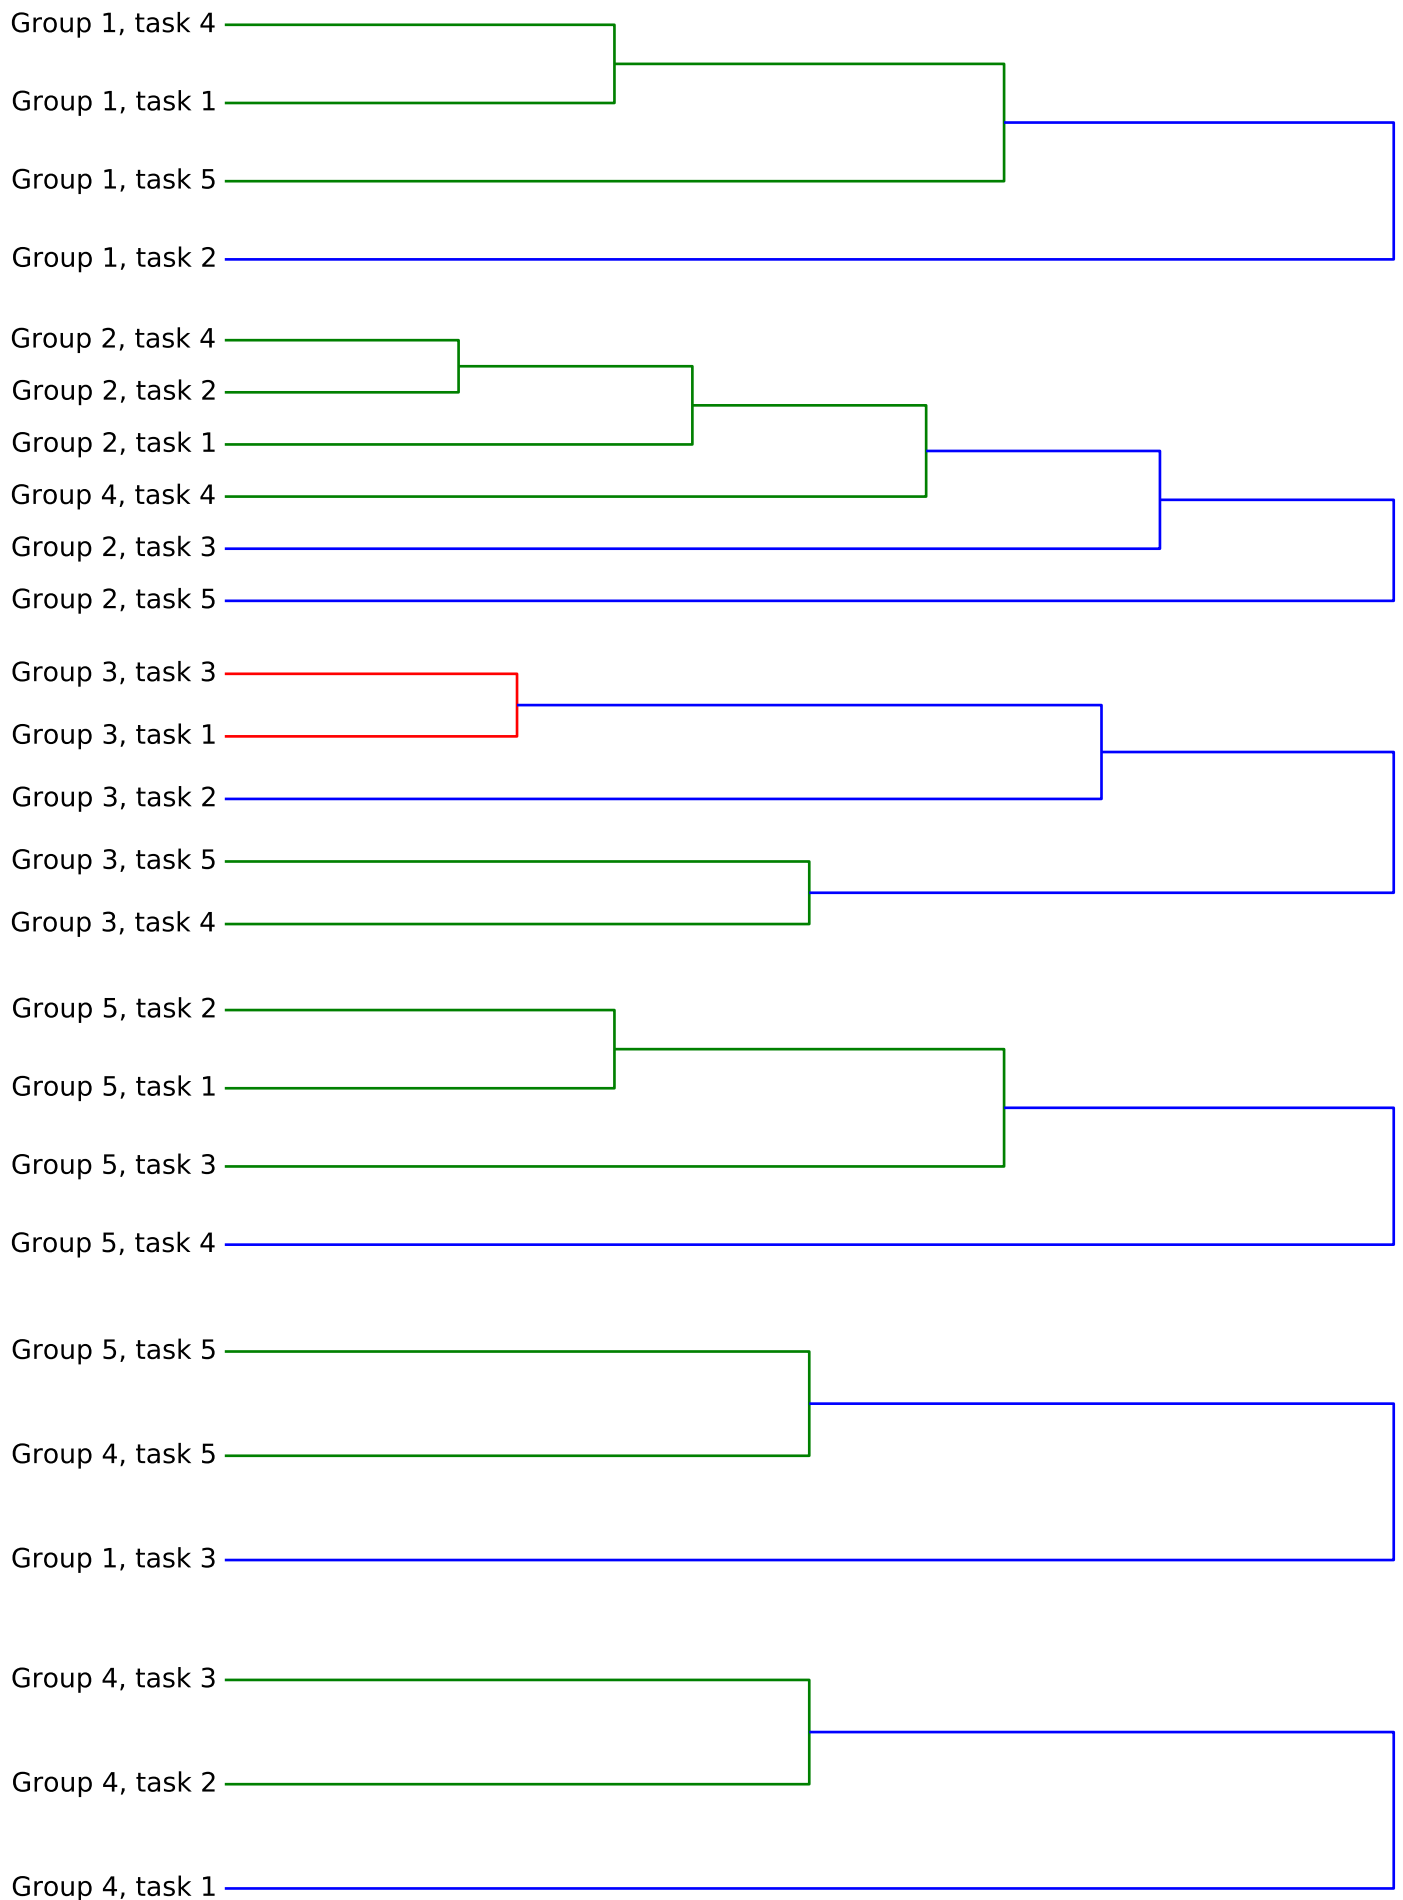 Group 1, task 4
Group 1, task 1
Group 1, task 5
Group 1, task 2
Group 2, task 4
Group 2, task 2
Group 2, task 1
Group 4, task 4
Group 2, task 3
Group 2, task 5
Group 3, task 3
Group 3, task 1
Group 3, task 2
Group 3, task 5
Group 3, task 4
Group 5, task 2
Group 5, task 1
Group 5, task 3
Group 5, task 4
Group 5, task 5
Group 4, task 5
Group 1, task 3
Group 4, task 3
Group 4, task 2
Group 4, task 1